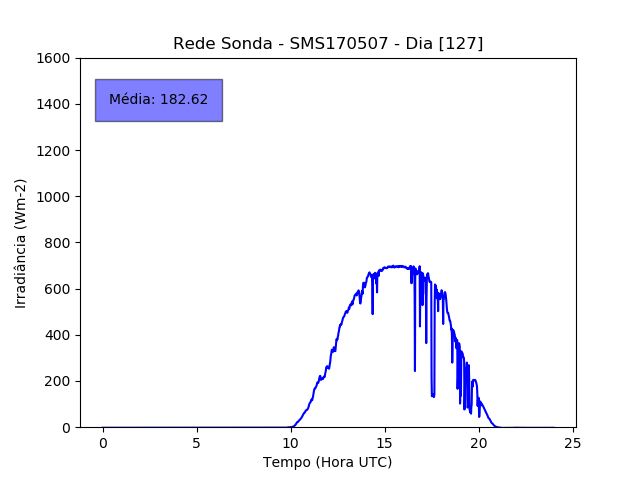 Rede Sonda - SMS170507 - Dia [127]
1600
1400
1200
1000
800
600
400
200
0
Irradiância (Wm-2)
Média: 182.62
0 5 10 15 20 25
Tempo (Hora UTC)